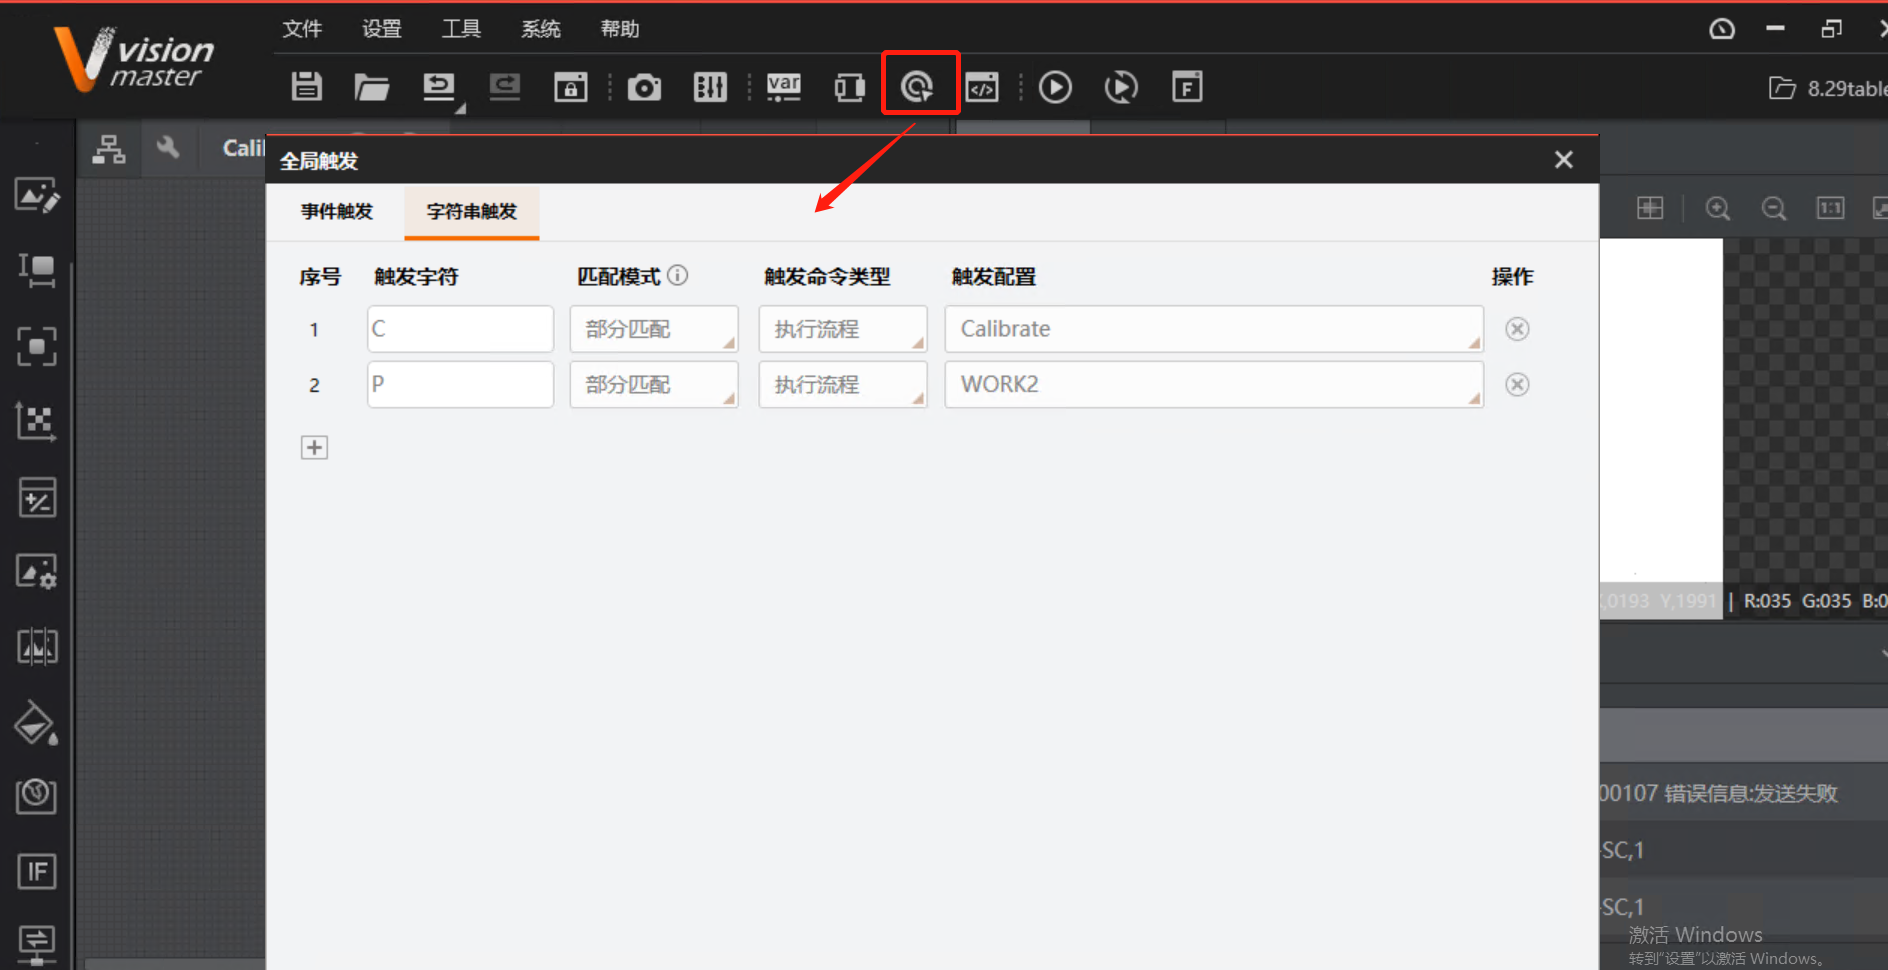 文件 设置 工具 系统 帮助
vision
master
var
</>
F
8.29table
Cali
全局触发
事件触发 字符串触发
1:1
序号 触发字符 匹配模式 触发命令类型 触发配置 操作
1 C 部分匹配 执行流程 Calibrate
2 P 部分匹配 执行流程 WORK2
,0193 Y,1991 | R:035 G:035 B:0
00107 错误信息:发送失败
IF
-SC,1
-SC,1
激活 Windows
转到“设置”以激活 Windows。